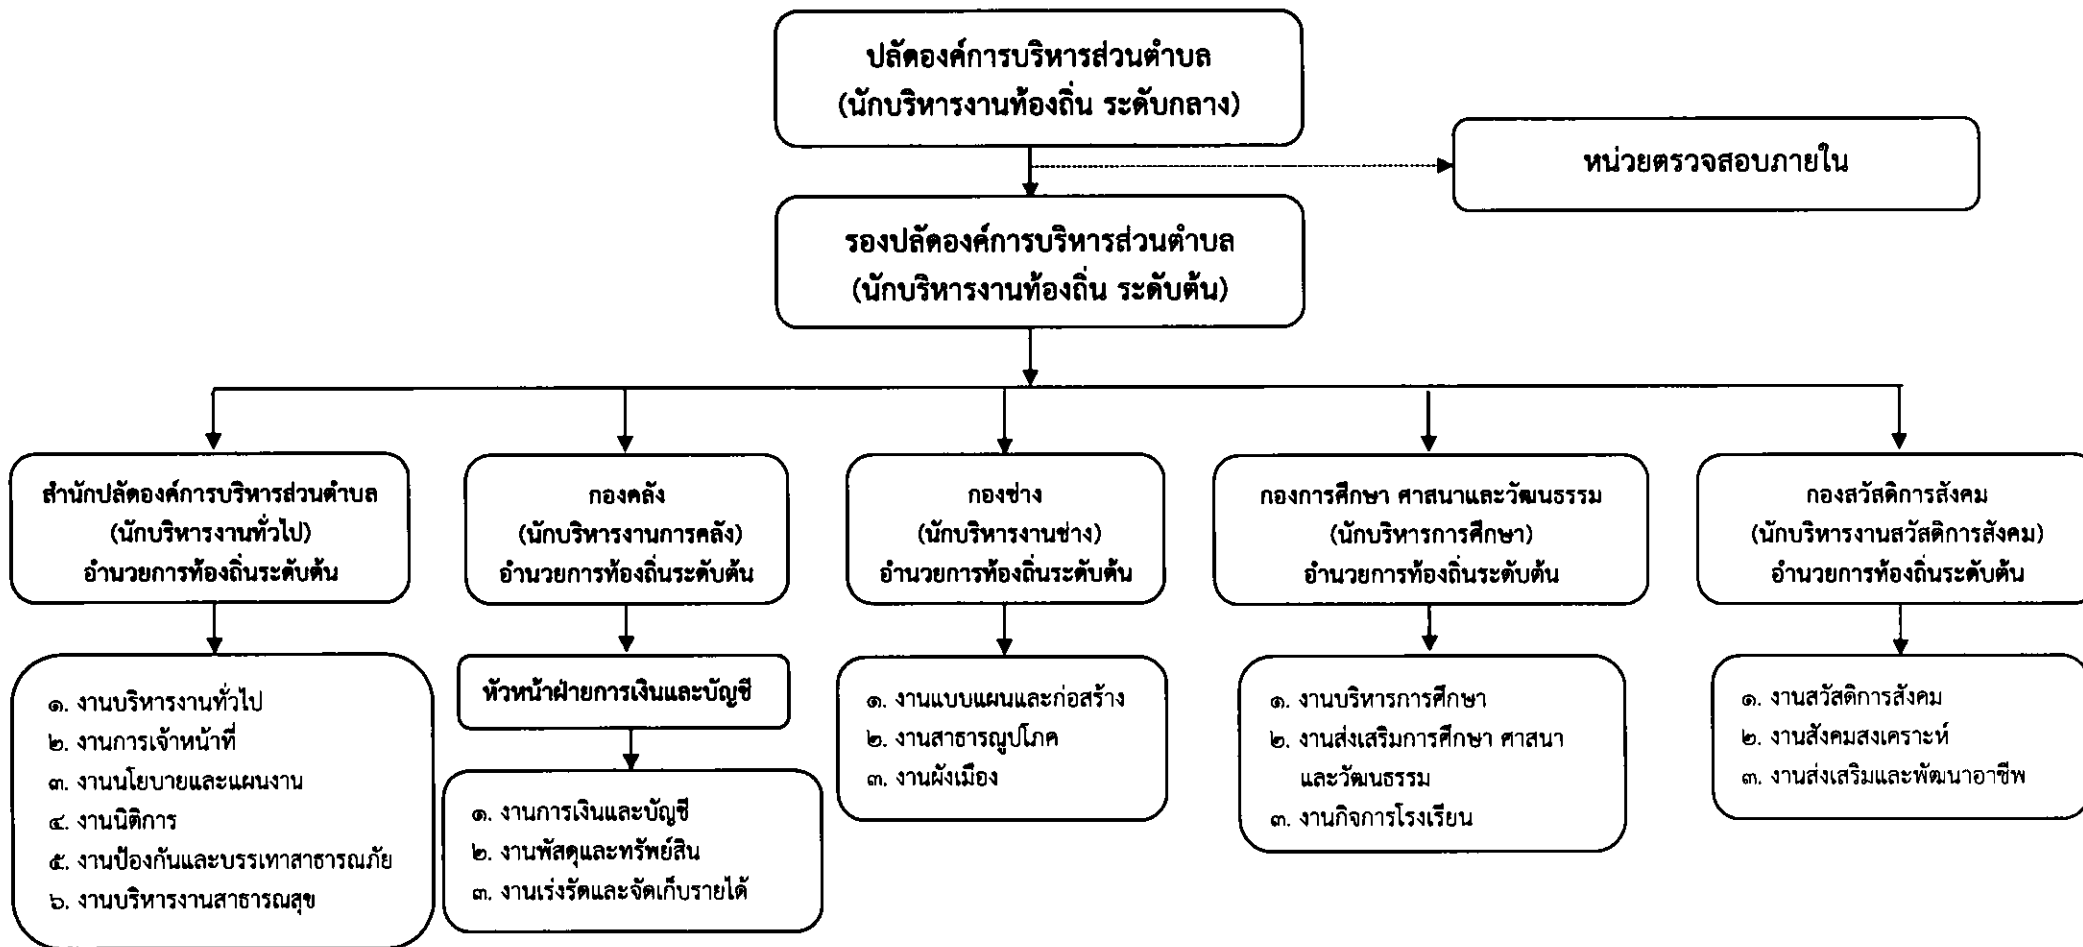 ปลัดองค์การบริหารส่วนตำบล
(นักบริหารงานท้องถิ่น ระดับกลาง)
หน่วยตรวจสอบภายใน
รองปลัดองค์การบริหารส่วนตำบล
(นักบริหารงานท้องถิ่น ระดับต้น)
สำนักปลัดองค์การบริหารส่วนตำบล
(นักบริหารงานทั่วไป)
อำนวยการท้องถิ่นระดับต้น
กองคลัง
(นักบริหารงานการคลัง)
อำนวยการท้องถิ่นระดับต้น
กองช่าง
(นักบริหารงานช่าง)
อำนวยการท้องถิ่นระดับต้น
กองการศึกษา ศาสนาและวัฒนธรรม
(นักบริหารการศึกษา)
อำนวยการท้องถิ่นระดับต้น
กองสวัสดิการสังคม
(นักบริหารงานสวัสดิการสังคม)
อำนวยการท้องถิ่นระดับต้น
๑. งานบริหารงานทั่วไป
๒. งานการเจ้าหน้าที่
๓. งานนโยบายและแผนงาน
๔. งานนิติการ
๕. งานป้องกันและบรรเทาสาธารณภัย
๖. งานบริหารงานสาธารณสุข
หัวหน้าฝ่ายการเงินและบัญชี
๑. งานการเงินและบัญชี
๒. งานพัสดุและทรัพย์สิน
๓. งานเร่งรัดและจัดเก็บรายได้
๑. งานแบบแผนและก่อสร้าง
๒. งานสาธารณูปโภค
๓. งานผังเมือง
๑. งานบริหารการศึกษา
๒. งานส่งเสริมการศึกษา ศาสนา
และวัฒนธรรม
๓. งานกิจการโรงเรียน
๑. งานสวัสดิการสังคม
๒. งานสังคมสงเคราะห์
๓. งานส่งเสริมและพัฒนาอาชีพ